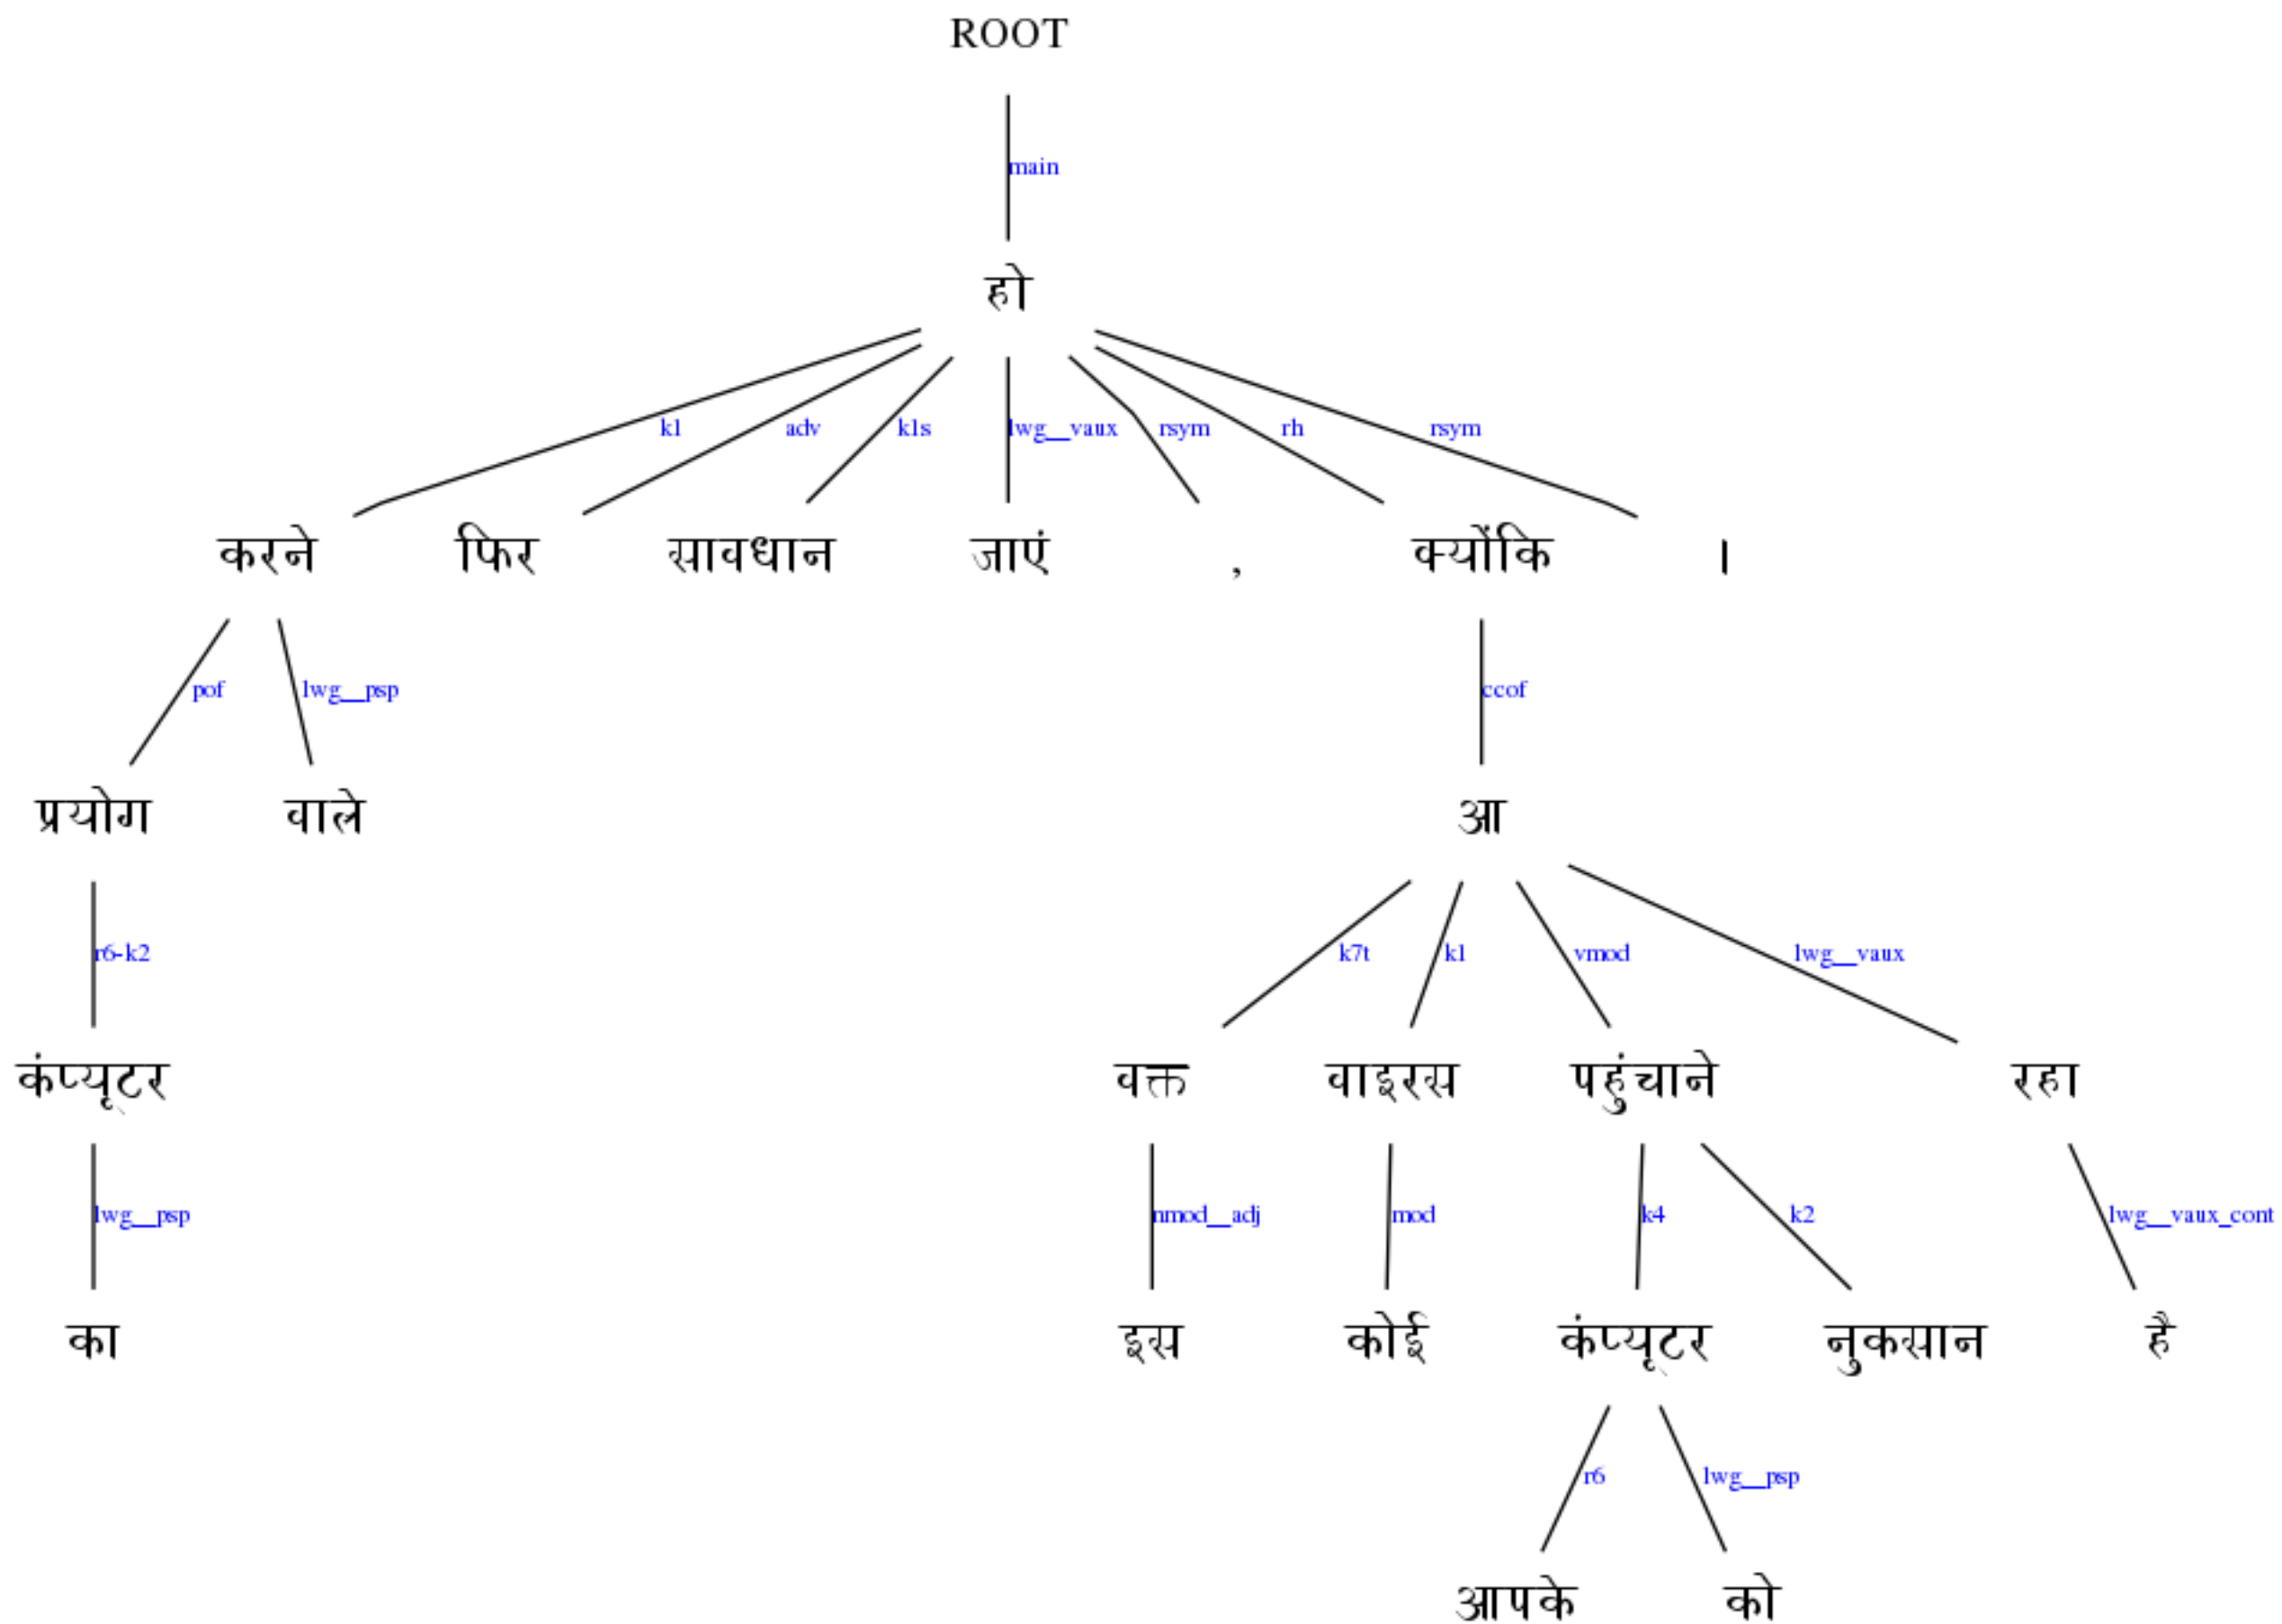 ROOT
main
हो
k1 adv k1s lwg__vaux rsym rh rsym
करने फिर सावधान जाएं , क्योंकि ।
pof lwg__psp ccof
प्रयोग वाले आ
r6-k2 k7t k1 vmod lwg__vaux
कंप्यूटर वक्त वाइरस पहुंचाने रहा
lwg__psp nmod__adj mod k4 k2 lwg__vaux_cont
का इस कोई कंप्यूटर नुकसान है
r6 lwg__psp
आपके को